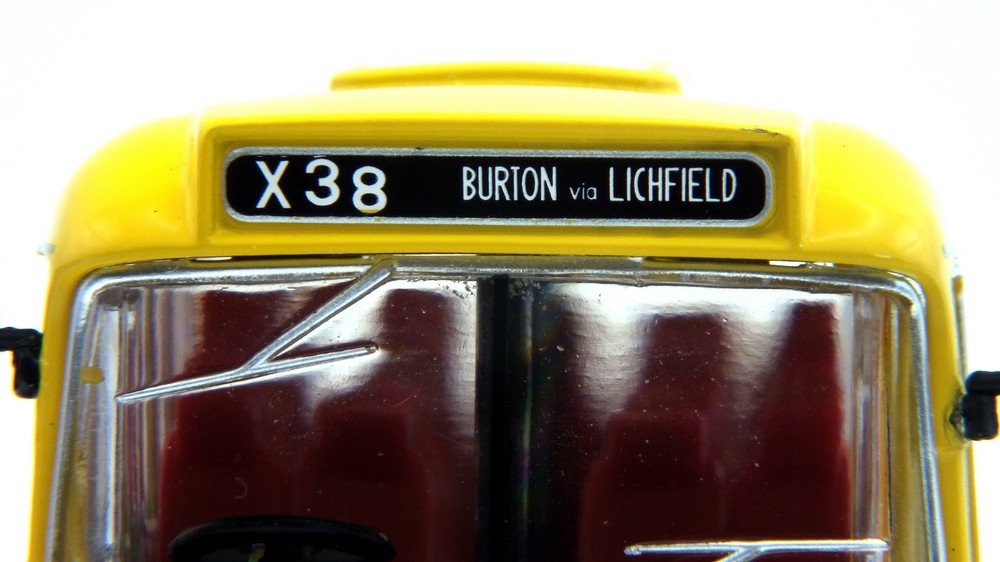 X38 BURTON via LICHFIELD